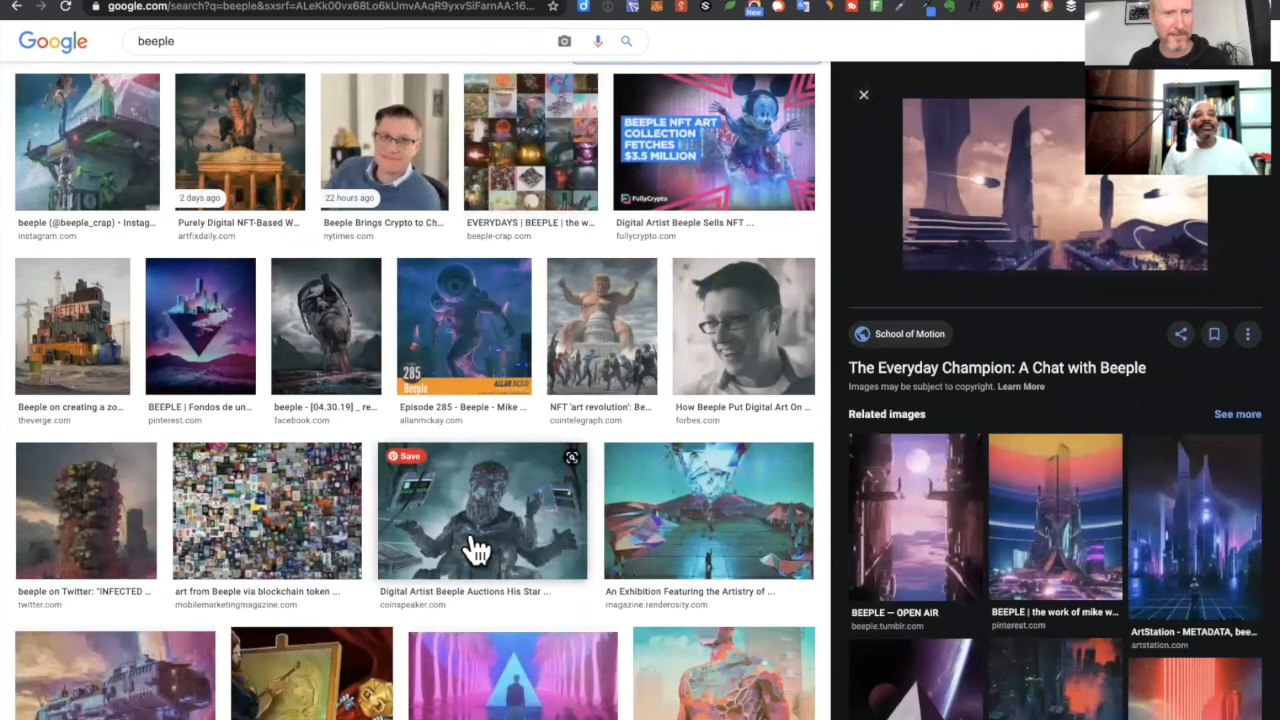 google.com/search?q=beeple&sxsrf=ALeKk00vx68Lo6kUmvAAqR9yxvSiFarnAA:16...
New
ABP
Google
beeple
BEEPLE NFT ART
COLLECTION
FETCHES
$3.5 MILLION
FullyCrypto
2 days ago
22 hours ago
beeple (@beeple_crap) • Instag...
instagram.com
Purely Digital NFT-Based W...
artfixdaily.com
Beeple Brings Crypto to Ch...
nytimes.com
EVERYDAYS | BEEPLE | the w...
beeple-crap.com
Digital Artist Beeple Sells NFT ...
fullycrypto.com
NETFLIX
285
Beeple
ALLAN MCKAY
Beeple on creating a zo...
theverge.com
BEEPLE | Fondos de un...
pinterest.com
beeple - [04.30.19] _ re...
facebook.com
Episode 285 - Beeple - Mike ...
allanmckay.com
NFT 'art revolution': Be...
cointelegraph.com
How Beeple Put Digital Art On ...
forbes.com
Save
beeple on Twitter: "INFECTED ...
twitter.com
art from Beeple via blockchain token ...
mobilemarketingmagazine.com
Digital Artist Beeple Auctions His Star ...
coinspeaker.com
An Exhibition Featuring the Artistry of ...
magazine.renderosity.com
School of Motion
The Everyday Champion: A Chat with Beeple
Images may be subject to copyright. Learn More
Related images
See more
BEEPLE — OPEN AIR
beeple.tumblr.com
BEEPLE | the work of mike w...
pinterest.com
ArtStation - METADATA, bee...
artstation.com